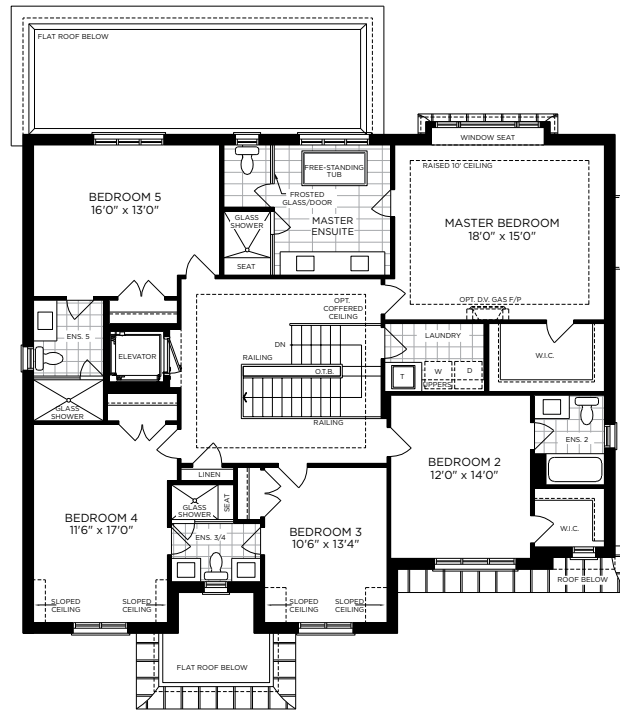 FLAT ROOF BELOW
WINDOW SEAT
RAISED 10' CEILING
FREE-STANDING
TUB
FROSTED
GLASS/DOOR
MASTER
ENSUITE
GLASS
SHOWER
SEAT
BEDROOM 5
16'0" x 13'0"
MASTER BEDROOM
18'0" x 15'0"
OPT. D.V. GAS F/P
OPT.
COFFERED
CEILING
ENS. 5
ELEVATOR
DN
RAILING
O.T.B.
RAILING
LAUNDRY
T
W
D
UPPERS
W.I.C.
GLASS
SHOWER
ENS. 2
BEDROOM 2
12'0" x 14'0"
LINEN
GLASS
SHOWER
SEAT
BEDROOM 4
11'6" x 17'0"
ENS. 3/4
BEDROOM 3
10'6" x 13'4"
W.I.C.
ROOF BELOW
SLOPED
CEILING
SLOPED
CEILING
SLOPED
CEILING
SLOPED
CEILING
FLAT ROOF BELOW